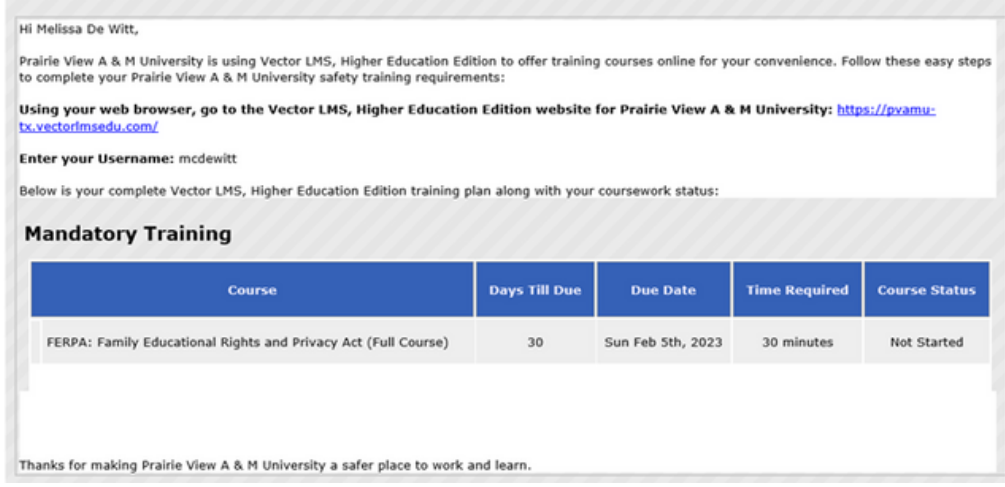 Hi Melissa De Witt,
Prairie View A & M University is using Vector LMS, Higher Education Edition to offer training courses online for your convenience. Follow these easy steps
to complete your Prairie View A & M University safety training requirements:
Using your web browser, go to the Vector LMS, Higher Education Edition website for Prairie View A & M University: https://pvamu-
tx.vectorlmsedu.com/
Enter your Username: mcdewitt
Below is your complete Vector LMS, Higher Education Edition training plan along with your coursework status:
Mandatory Training
Course Days Till Due Due Date Time Required Course Status
FERPA: Family Educational Rights and Privacy Act (Full Course) 30 Sun Feb 5th, 2023 30 minutes Not Started
Thanks for making Prairie View A & M University a safer place to work and learn.